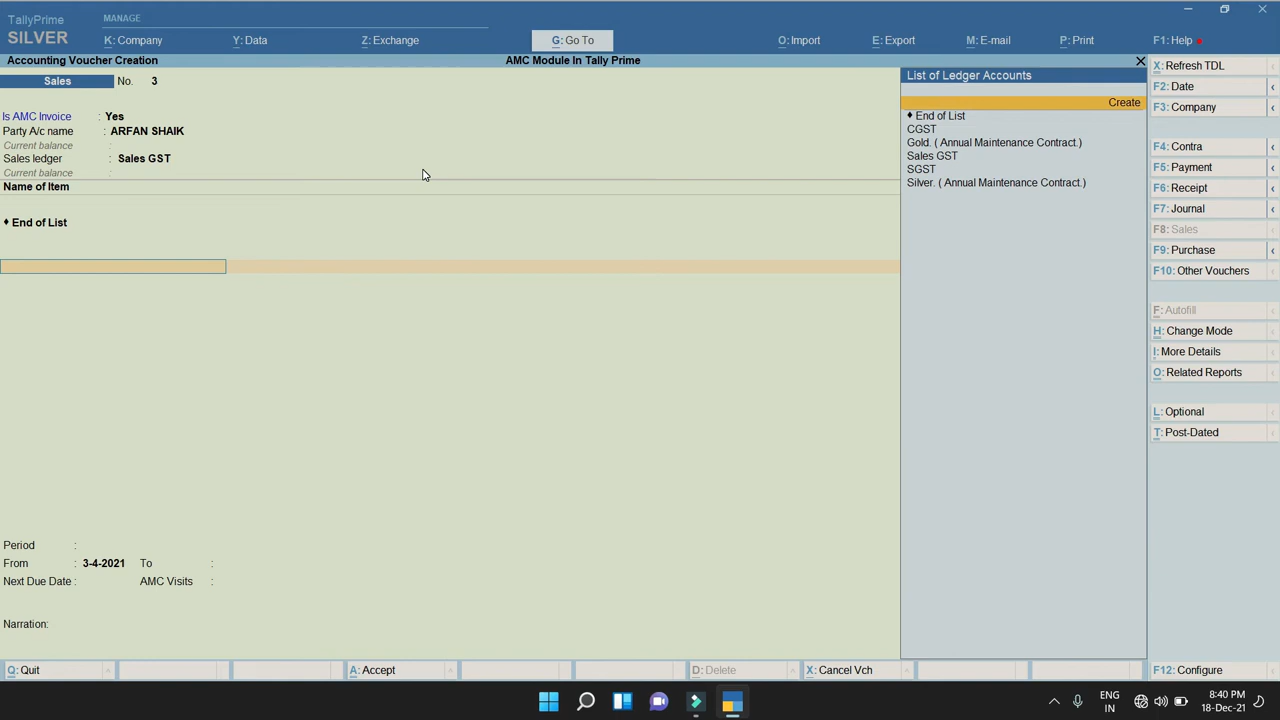 TallyPrime
SILVER
MANAGE
K: Company
Y: Data
Z: Exchange
G: Go To
O: Import
E: Export
M: E-mail
P: Print
F1: Help
Accounting Voucher Creation
AMC Module In Tally Prime
Sales No. 3
Is AMC Invoice : Yes
Party A/c name : ARFAN SHAIK
Current balance :
Sales ledger : Sales GST
Current balance :
Name of Item
♦ End of List
Period :
From : 3-4-2021 To :
Next Due Date : AMC Visits :
Narration:
List of Ledger Accounts
Create
♦ End of List
CGST
Gold. ( Annual Maintenance Contract.)
Sales GST
SGST
Silver. ( Annual Maintenance Contract.)
X: Refresh TDL
F2: Date
F3: Company
F4: Contra
F5: Payment
F6: Receipt
F7: Journal
F8: Sales
F9: Purchase
F10: Other Vouchers
F: Autofill
H: Change Mode
I: More Details
O: Related Reports
L: Optional
T: Post-Dated
Q: Quit
A: Accept
D: Delete
X: Cancel Vch
F12: Configure
ENG
IN
8:40 PM
18-Dec-21